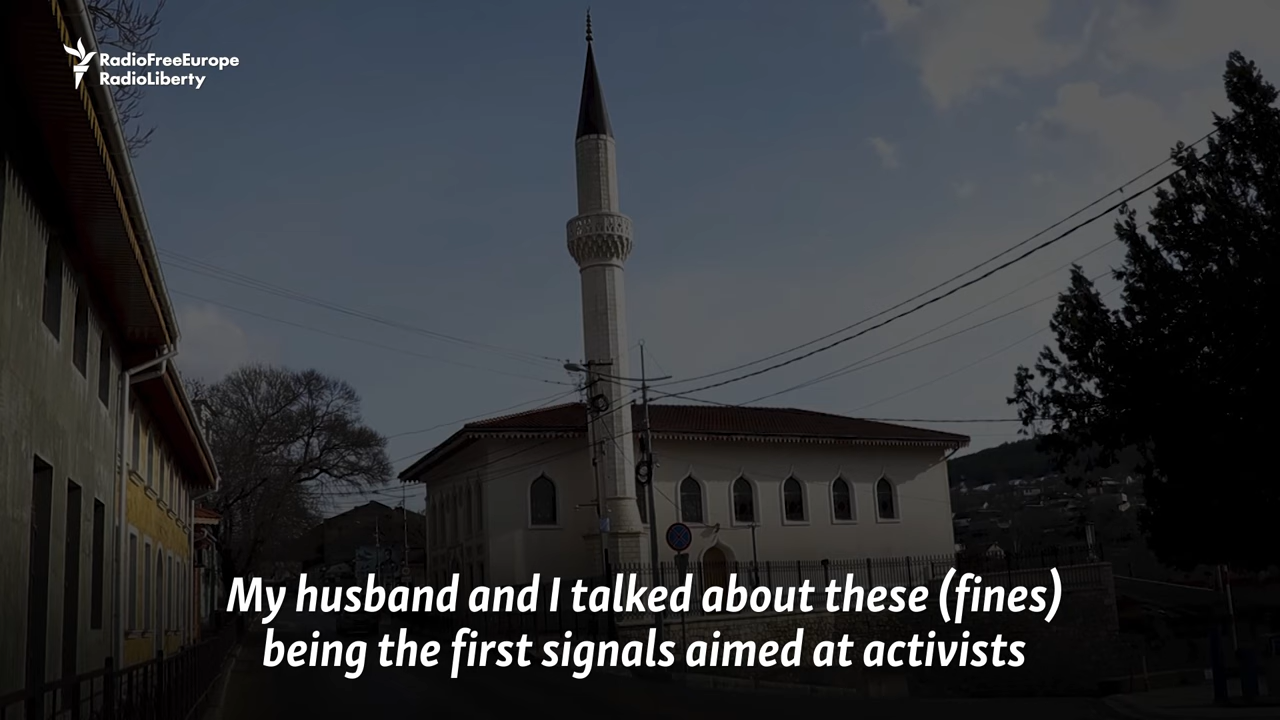 RadioFreeEurope
RadioLiberty
My husband and I talked about these (fines)
being the first signals aimed at activists